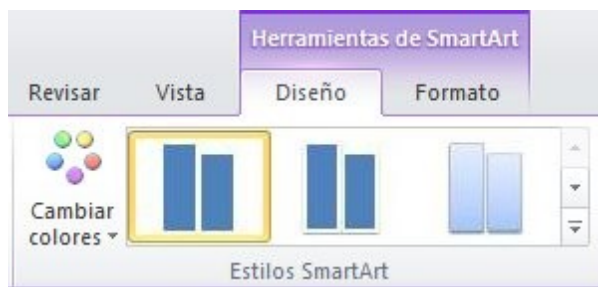 Herramientas de SmartArt
Revisar Vista Diseño Formato
Cambiar
colores
Estilos SmartArt